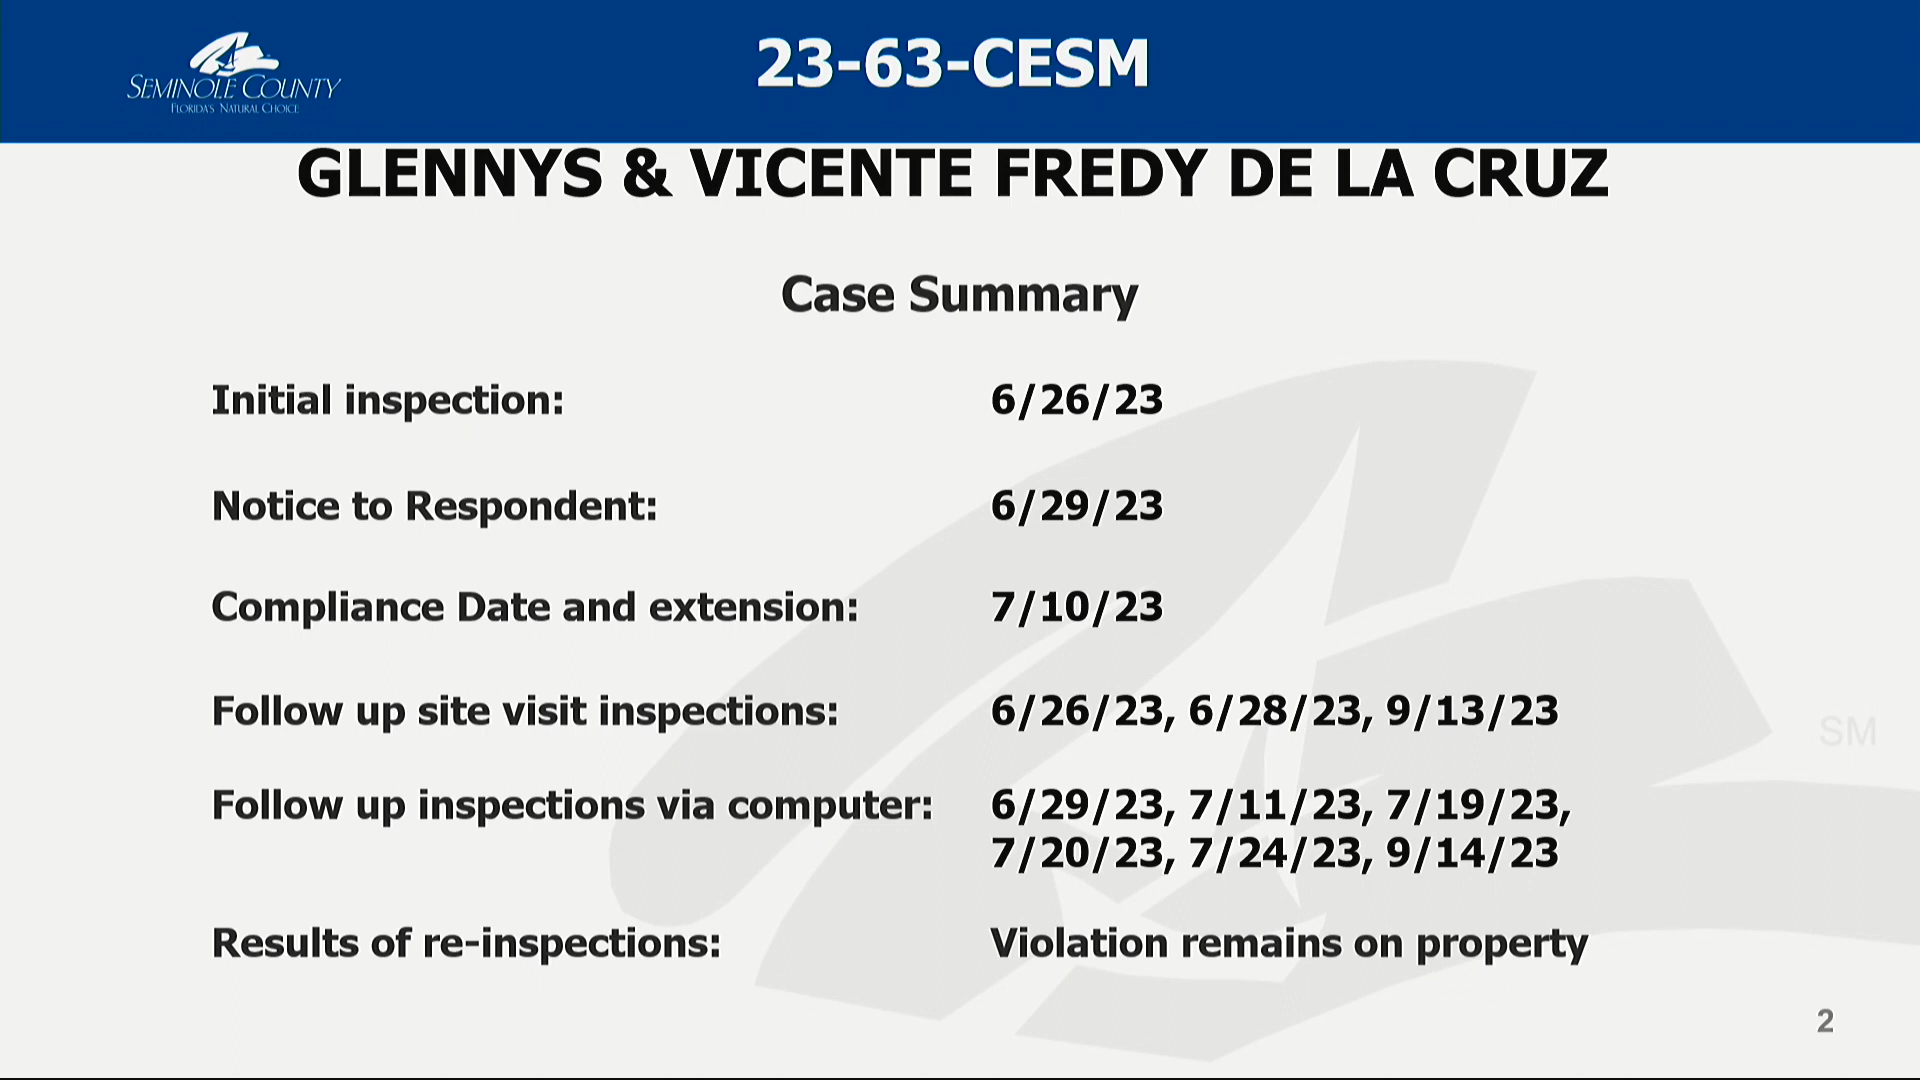 SEMINOLE COUNTY
FLORIDA'S NATURAL CHOICE
23-63-CESM
GLENNYS & VICENTE FREDY DE LA CRUZ
Case Summary
Initial inspection: 6/26/23
Notice to Respondent: 6/29/23
Compliance Date and extension: 7/10/23
Follow up site visit inspections: 6/26/23, 6/28/23, 9/13/23
SM
Follow up inspections via computer: 6/29/23, 7/11/23, 7/19/23,
7/20/23, 7/24/23, 9/14/23
Results of re-inspections: Violation remains on property
2